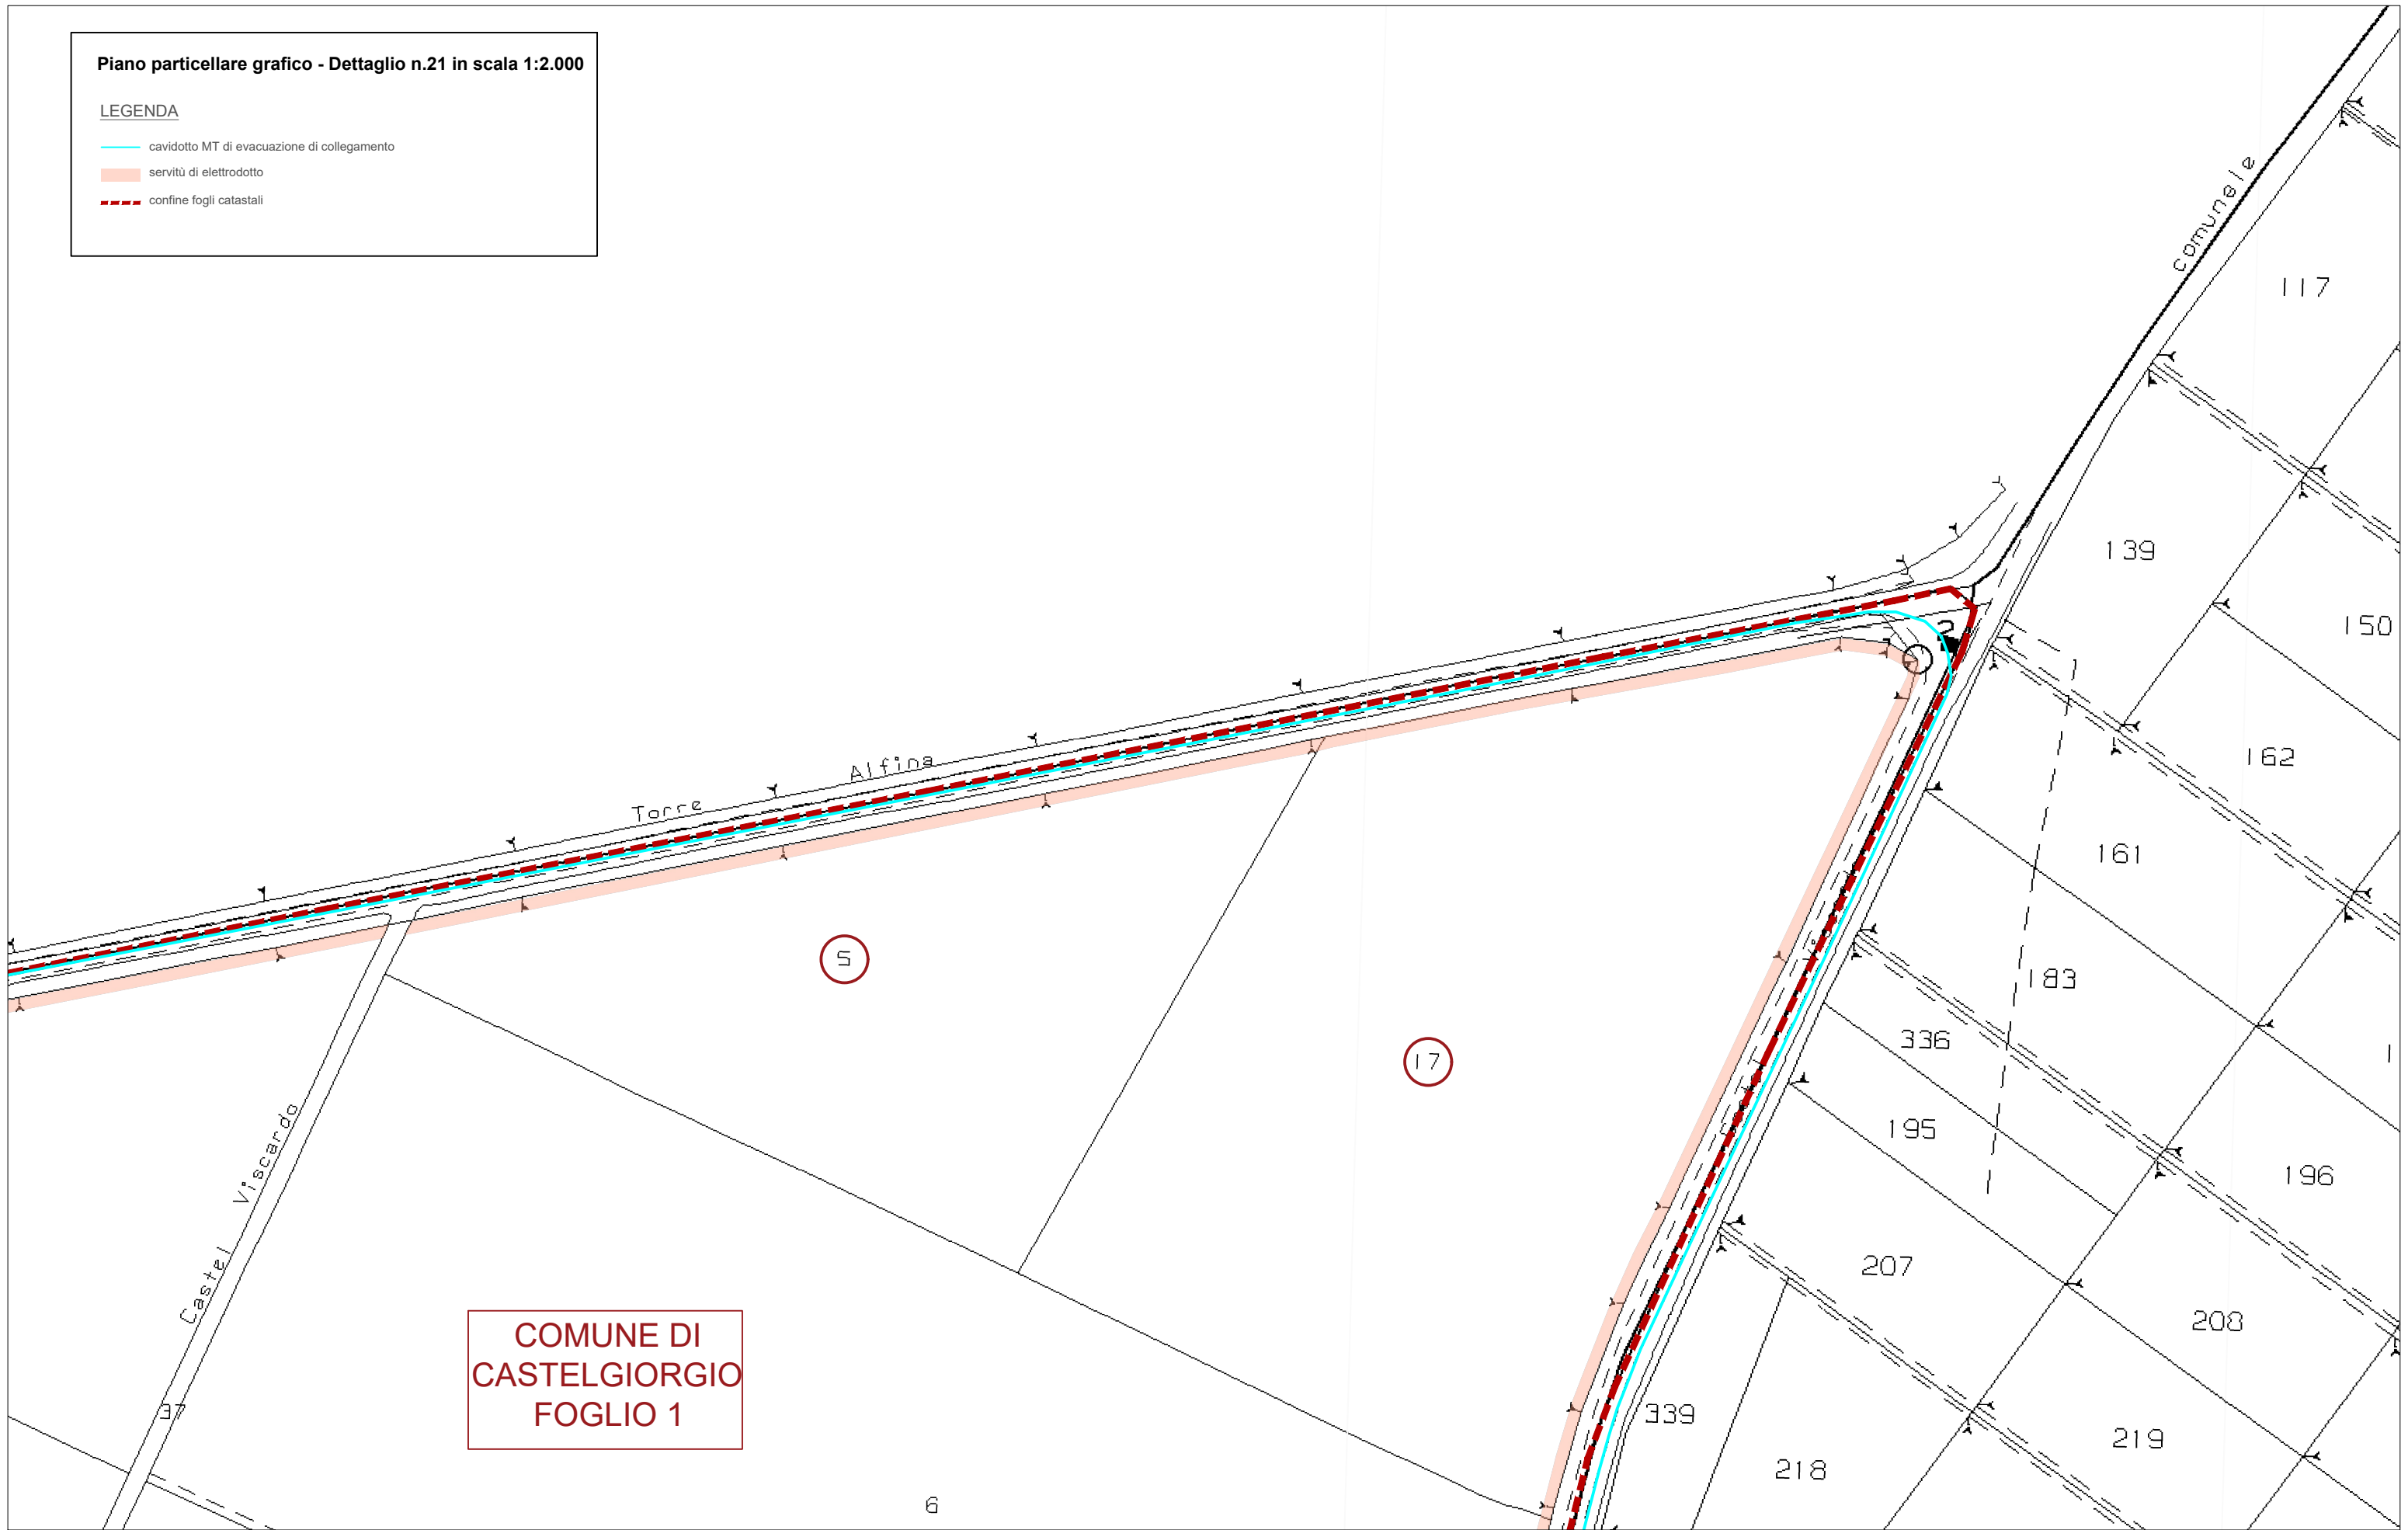 Piano particellare grafico - Dettaglio n.21 in scala 1:2.000
LEGENDA
cavidotto MT di evacuazione di collegamento
servitù di elettrodotto
confine fogli catastali
comunale
117
139
150
162
161
183
336
195
196
207
208
339
218
219
Torre Alfina
5
17
Castel Viscardo
37
6
COMUNE DI
CASTELGIORGIO
FOGLIO 1